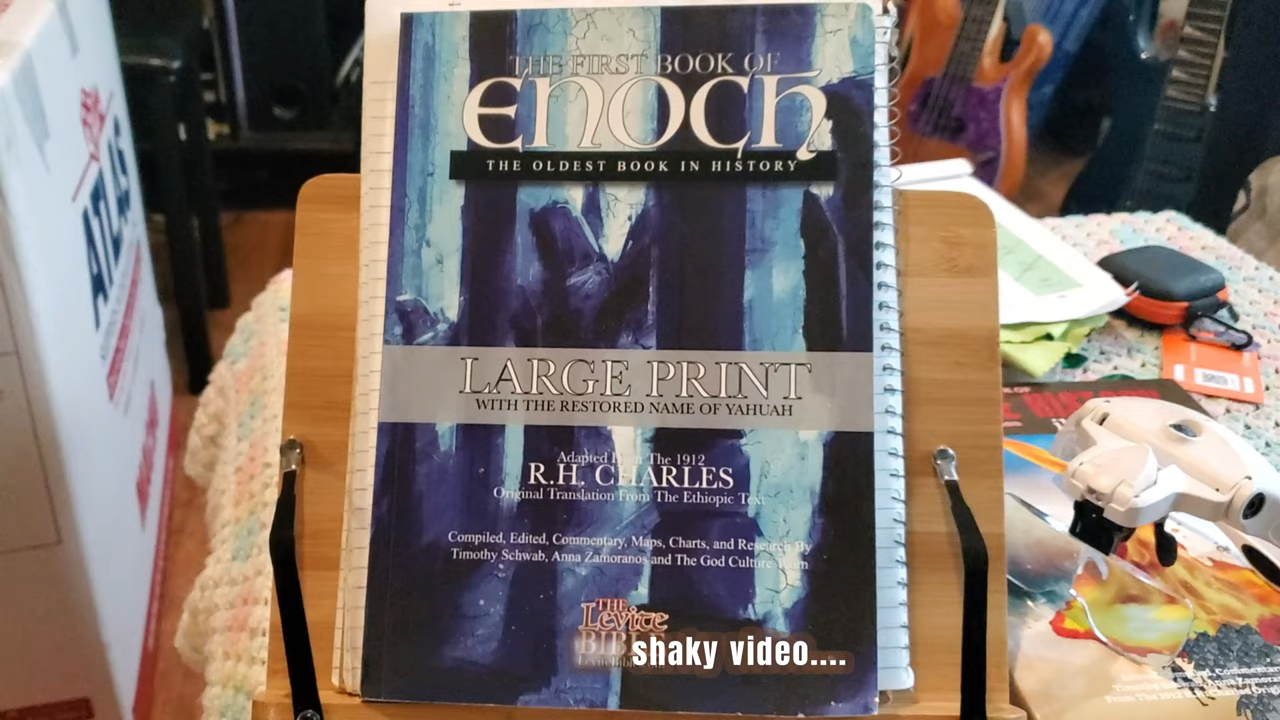 THE FIRST BOOK OF
ENOCH
THE OLDEST BOOK IN HISTORY
LARGE PRINT
WITH THE RESTORED NAME OF YAHUAH
Adapted From The 1912
R.H. CHARLES
Original Translation From The Ethiopic Text
Compiled, Edited, Commentary, Maps, Charts, and Research By
Timothy Schwab, Anna Zamoranos and The God Culture Team
THE
Levite
BIBLE
shaky video....
ATLAS